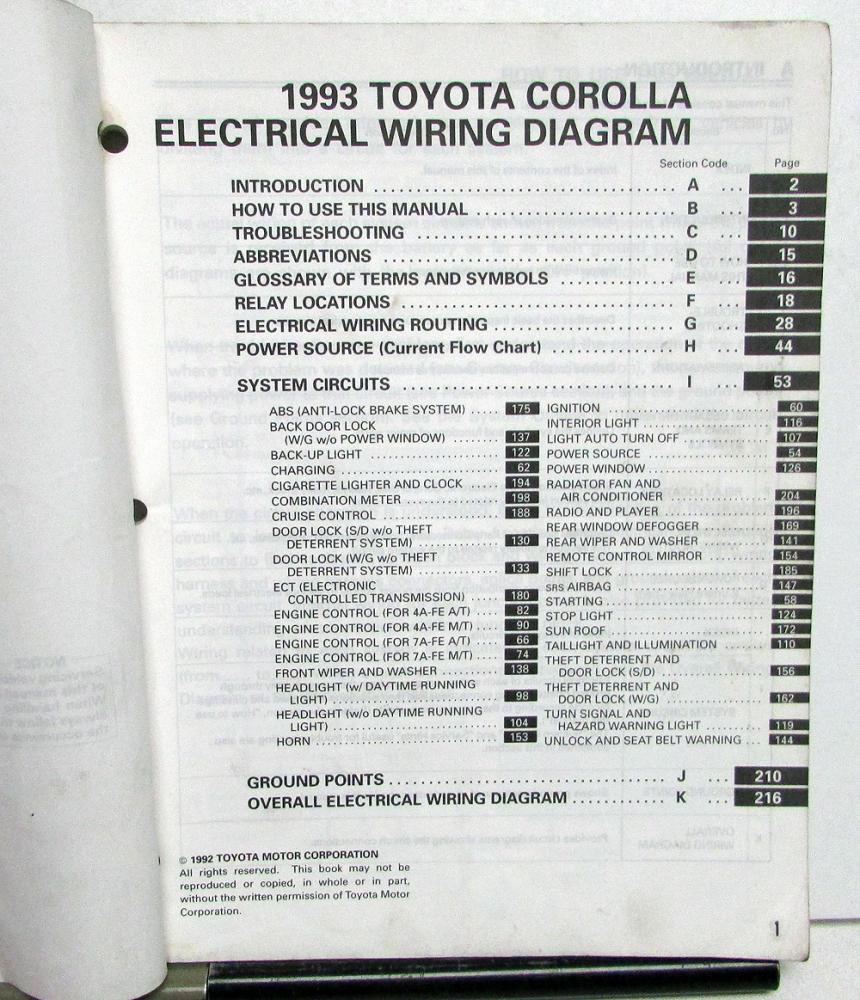 1993 TOYOTA COROLLA
ELECTRICAL WIRING DIAGRAM
Section Code Page
INTRODUCTION ........ A ... 2
HOW TO USE THIS MANUAL ........ B ... 3
TROUBLESHOOTING ........ C ... 10
ABBREVIATIONS ........ D ... 15
GLOSSARY OF TERMS AND SYMBOLS ........ E ... 16
RELAY LOCATIONS ........ F ... 18
ELECTRICAL WIRING ROUTING ........ G ... 28
POWER SOURCE (Current Flow Chart) ........ H ... 44
SYSTEM CIRCUITS ........ I ... 53
ABS (ANTI-LOCK BRAKE SYSTEM) ........ 175
BACK DOOR LOCK
(W/G w/o POWER WINDOW) ........ 137
BACK-UP LIGHT ........ 122
CHARGING ........ 62
CIGARETTE LIGHTER AND CLOCK ........ 194
COMBINATION METER ........ 198
CRUISE CONTROL ........ 188
DOOR LOCK (S/D w/o THEFT
DETERRENT SYSTEM) ........ 130
DOOR LOCK (W/G w/o THEFT
DETERRENT SYSTEM) ........ 133
ECT (ELECTRONIC
CONTROLLED TRANSMISSION) ........ 180
ENGINE CONTROL (FOR 4A-FE A/T) ........ 82
ENGINE CONTROL (FOR 4A-FE M/T) ........ 90
ENGINE CONTROL (FOR 7A-FE A/T) ........ 66
ENGINE CONTROL (FOR 7A-FE M/T) ........ 74
FRONT WIPER AND WASHER ........ 138
HEADLIGHT (w/ DAYTIME RUNNING
LIGHT) ........ 98
HEADLIGHT (w/o DAYTIME RUNNING
LIGHT) ........ 104
HORN ........ 153
IGNITION ........ 60
INTERIOR LIGHT ........ 116
LIGHT AUTO TURN OFF ........ 107
POWER SOURCE ........ 54
POWER WINDOW ........ 126
RADIATOR FAN AND
AIR CONDITIONER ........ 204
RADIO AND PLAYER ........ 196
REAR WINDOW DEFOGGER ........ 169
REAR WIPER AND WASHER ........ 141
REMOTE CONTROL MIRROR ........ 154
SHIFT LOCK ........ 185
SRS AIRBAG ........ 147
STARTING ........ 58
STOP LIGHT ........ 124
SUN ROOF ........ 172
TAILLIGHT AND ILLUMINATION ........ 110
THEFT DETERRENT AND
DOOR LOCK (S/D) ........ 156
THEFT DETERRENT AND
DOOR LOCK (W/G) ........ 162
TURN SIGNAL AND
HAZARD WARNING LIGHT ........ 119
UNLOCK AND SEAT BELT WARNING ... 144
GROUND POINTS ........ J ... 210
OVERALL ELECTRICAL WIRING DIAGRAM ........ K ... 216
© 1992 TOYOTA MOTOR CORPORATION
All rights reserved. This book may not be
reproduced or copied, in whole or in part,
without the written permission of Toyota Motor
Corporation.
1